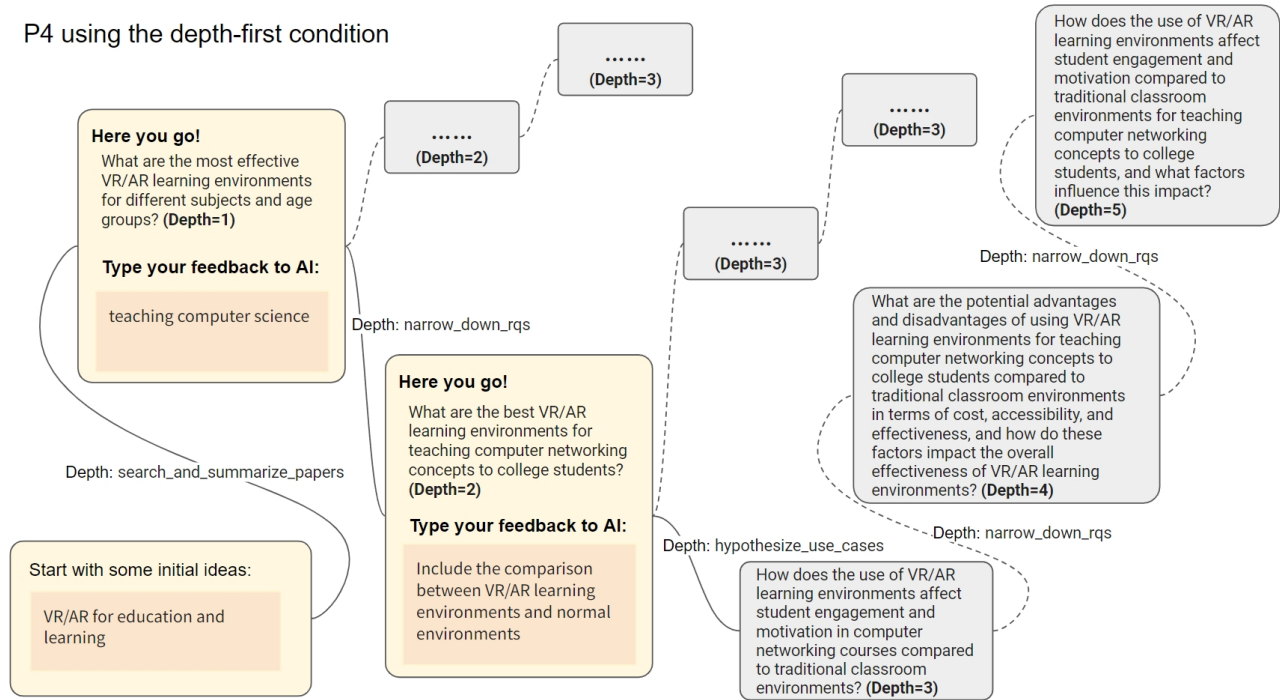 P4 using the depth-first condition
......
(Depth=3)
......
(Depth=2)
Here you go!
What are the most effective
VR/AR learning environments
for different subjects and age
groups? (Depth=1)
Type your feedback to AI:
teaching computer science
Depth: search_and_summarize_papers
Start with some initial ideas:
VR/AR for education and
learning
Depth: narrow_down_rqs
Here you go!
What are the best VR/AR
learning environments for
teaching computer networking
concepts to college students?
(Depth=2)
Type your feedback to AI:
Include the comparison
between VR/AR learning
environments and normal
environments
......
(Depth=3)
......
(Depth=3)
Depth: hypothesize_use_cases
How does the use of VR/AR
learning environments affect
student engagement and
motivation in computer
networking courses compared
to traditional classroom
environments? (Depth=3)
Depth: narrow_down_rqs
What are the potential advantages
and disadvantages of using VR/AR
learning environments for teaching
computer networking concepts to
college students compared to
traditional classroom environments
in terms of cost, accessibility, and
effectiveness, and how do these
factors impact the overall
effectiveness of VR/AR learning
environments? (Depth=4)
Depth: narrow_down_rqs
How does the use of VR/AR
learning environments affect
student engagement and
motivation compared to
traditional classroom
environments for teaching
computer networking
concepts to college
students, and what factors
influence this impact?
(Depth=5)